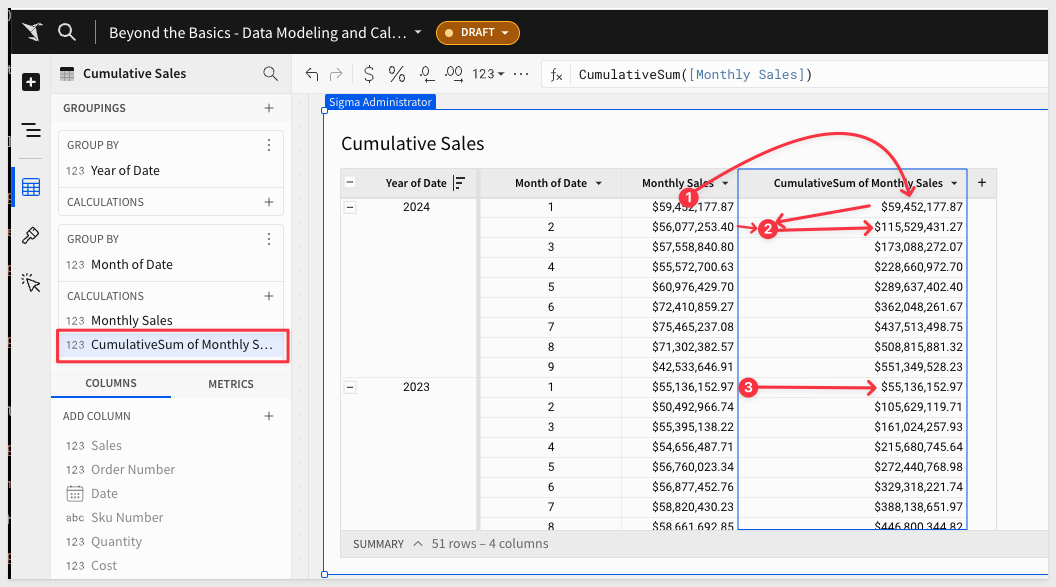 Beyond the Basics - Data Modeling and Cal... DRAFT
Cumulative Sales
$ % .0 .00 123 ... fx CumulativeSum([Monthly Sales])
GROUPINGS +
GROUP BY
123 Year of Date
CALCULATIONS +
GROUP BY
123 Month of Date
CALCULATIONS +
123 Monthly Sales
123 CumulativeSum of Monthly S...
COLUMNS METRICS
ADD COLUMN +
123 Sales
123 Order Number
Date
abc Sku Number
123 Quantity
123 Cost
Sigma Administrator
Cumulative Sales
Year of Date Month of Date Monthly Sales CumulativeSum of Monthly Sales +
2024 1 $59,452,177.87 1 $59,452,177.87
2 $56,077,253.40 2 $115,529,431.27
3 $57,558,840.80 $173,088,272.07
4 $55,572,700.63 $228,660,972.70
5 $60,976,429.70 $289,637,402.40
6 $72,410,859.27 $362,048,261.67
7 $75,465,237.08 $437,513,498.75
8 $71,302,382.57 $508,815,881.32
9 $42,533,646.91 $551,349,528.23
2023 1 $55,136,152.97 3 $55,136,152.97
2 $50,492,966.74 $105,629,119.71
3 $55,395,138.22 $161,024,257.93
4 $54,656,487.71 $215,680,745.64
5 $56,760,023.34 $272,440,768.98
6 $56,877,452.76 $329,318,221.74
7 $58,820,430.23 $388,138,651.97
8 $58,661,692.85 $446,800,344.82
SUMMARY 51 rows – 4 columns